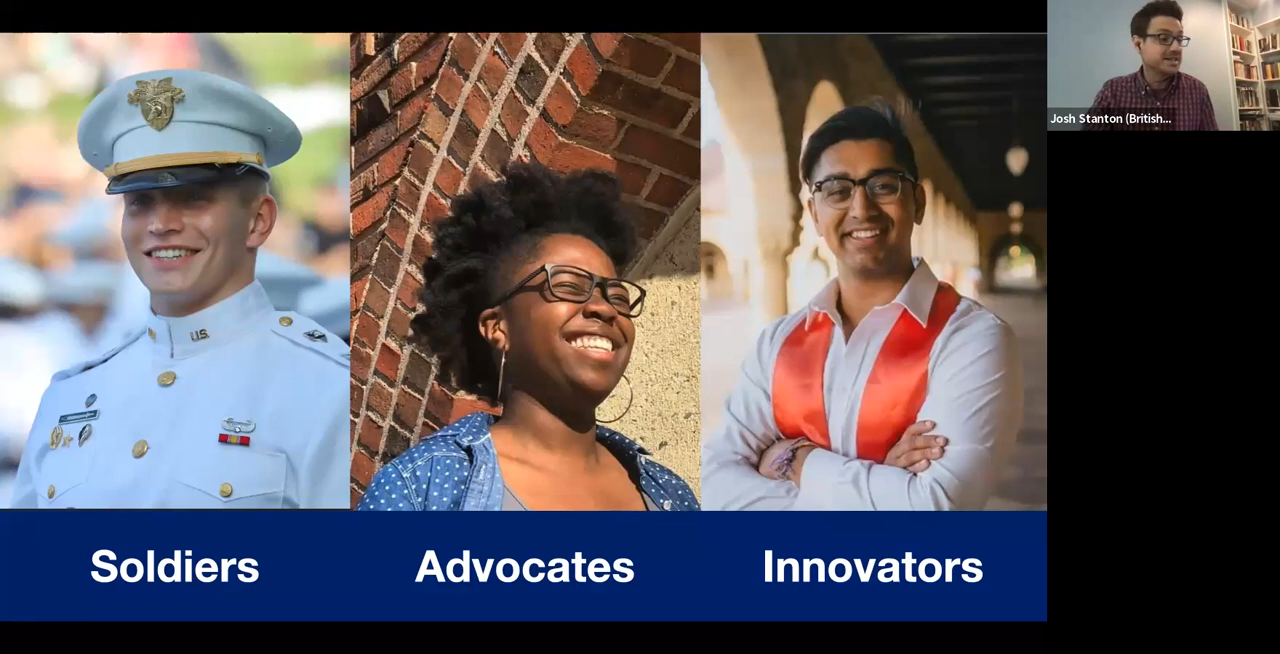 Josh Stanton (British...
U.S.
Soldiers
Advocates
Innovators